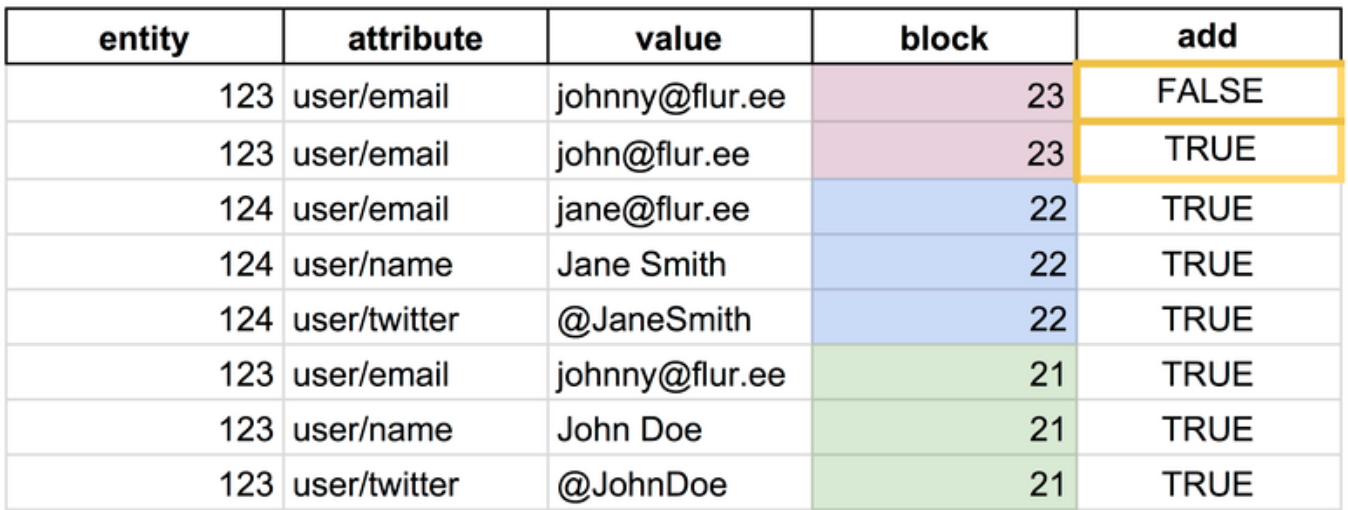 entity attribute value block add
123 user/email johnny@flur.ee 23 FALSE
123 user/email john@flur.ee 23 TRUE
124 user/email jane@flur.ee 22 TRUE
124 user/name Jane Smith 22 TRUE
124 user/twitter @JaneSmith 22 TRUE
123 user/email johnny@flur.ee 21 TRUE
123 user/name John Doe 21 TRUE
123 user/twitter @JohnDoe 21 TRUE